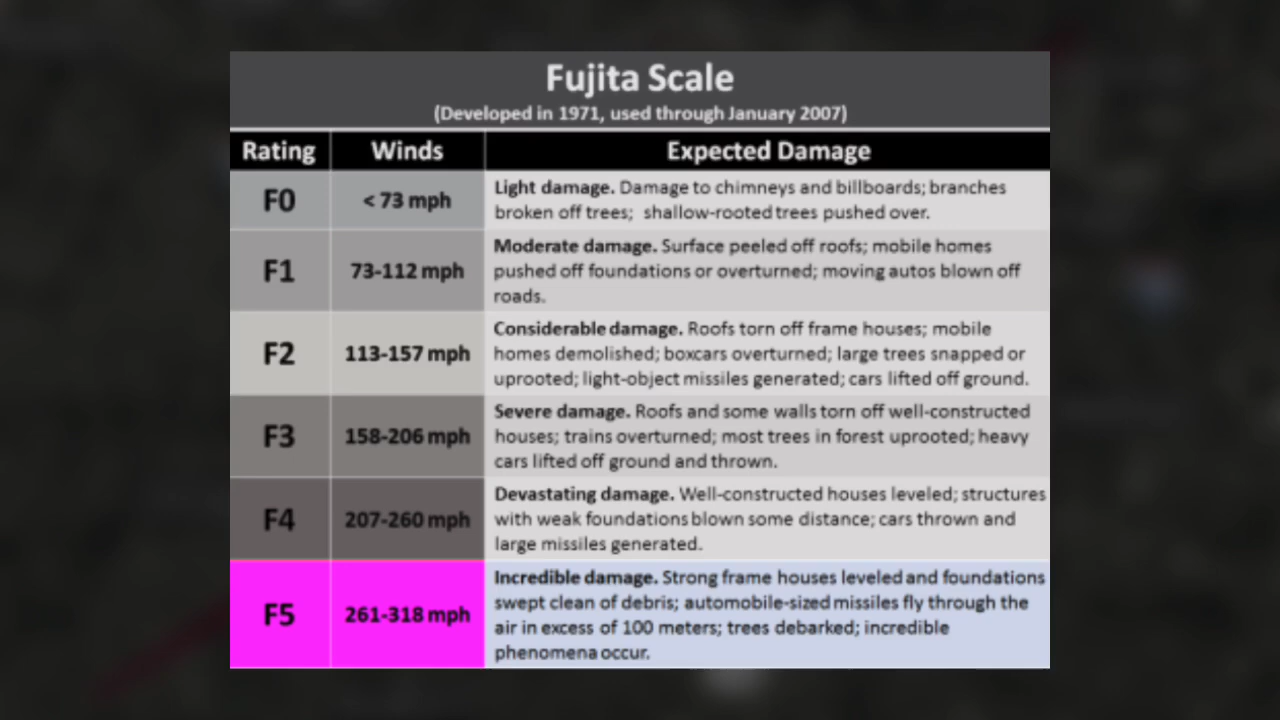 Fujita Scale
(Developed in 1971, used through January 2007)
Rating Winds Expected Damage
F0 < 73 mph Light damage. Damage to chimneys and billboards; branches
broken off trees; shallow-rooted trees pushed over.
F1 73-112 mph Moderate damage. Surface peeled off roofs; mobile homes
pushed off foundations or overturned; moving autos blown off
roads.
F2 113-157 mph Considerable damage. Roofs torn off frame houses; mobile
homes demolished; boxcars overturned; large trees snapped or
uprooted; light-object missiles generated; cars lifted off ground.
F3 158-206 mph Severe damage. Roofs and some walls torn off well-constructed
houses; trains overturned; most trees in forest uprooted; heavy
cars lifted off ground and thrown.
F4 207-260 mph Devastating damage. Well-constructed houses leveled; structures
with weak foundations blown some distance; cars thrown and
large missiles generated.
F5 261-318 mph Incredible damage. Strong frame houses leveled and foundations
swept clean of debris; automobile-sized missiles fly through the
air in excess of 100 meters; trees debarked; incredible
phenomena occur.